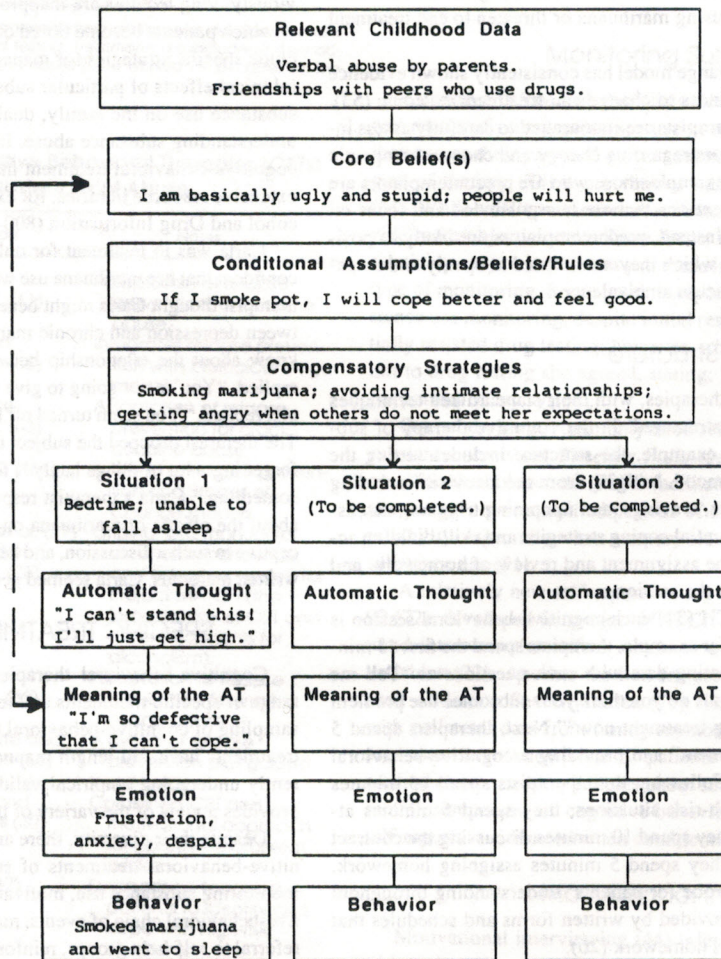 Relevant Childhood Data
Verbal abuse by parents.
Friendships with peers who use drugs.
Core Belief(s)
I am basically ugly and stupid; people will hurt me.
Conditional Assumptions/Beliefs/Rules
If I smoke pot, I will cope better and feel good.
Compensatory Strategies
Smoking marijuana; avoiding intimate relationships,
getting angry when others do not meet her expectations.
Situation 1
Bedtime; unable to
fall asleep
Situation 2
(To be completed.)
Situation 3
(To be completed.)
Automatic Thought
"I can't stand this!
I'll just get high."
Automatic Thought
Automatic Thought
Meaning of the AT
"I'm so defective
that I can't cope.."
Meaning of the AT
Meaning of the AT
Emotion
Frustration,
anxiety, despair
Emotion
Emotion
Behavior
Smoked marijuana
and went to sleep
Behavior
Behavior